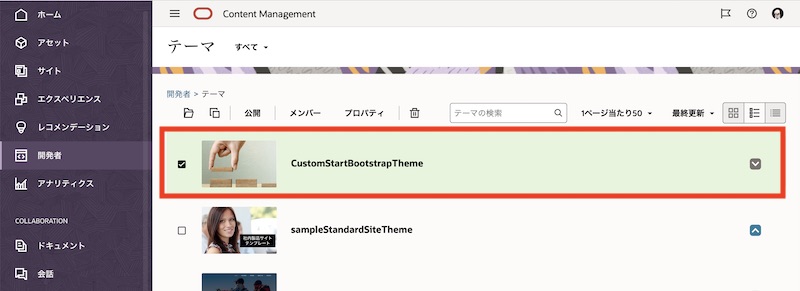 ホーム
アセット
サイト
エクスペリエンス
レコメンデーション
開発者
アナリティクス
COLLABORATION
ドキュメント
会話
Content Management
テーマ すべて
開発者 > テーマ
公開 メンバー プロパティ テーマの検索 1ページ当たり50 最終更新
CustomStartBootstrapTheme
sampleStandardSiteTheme
社内製品サイト
テンプレート